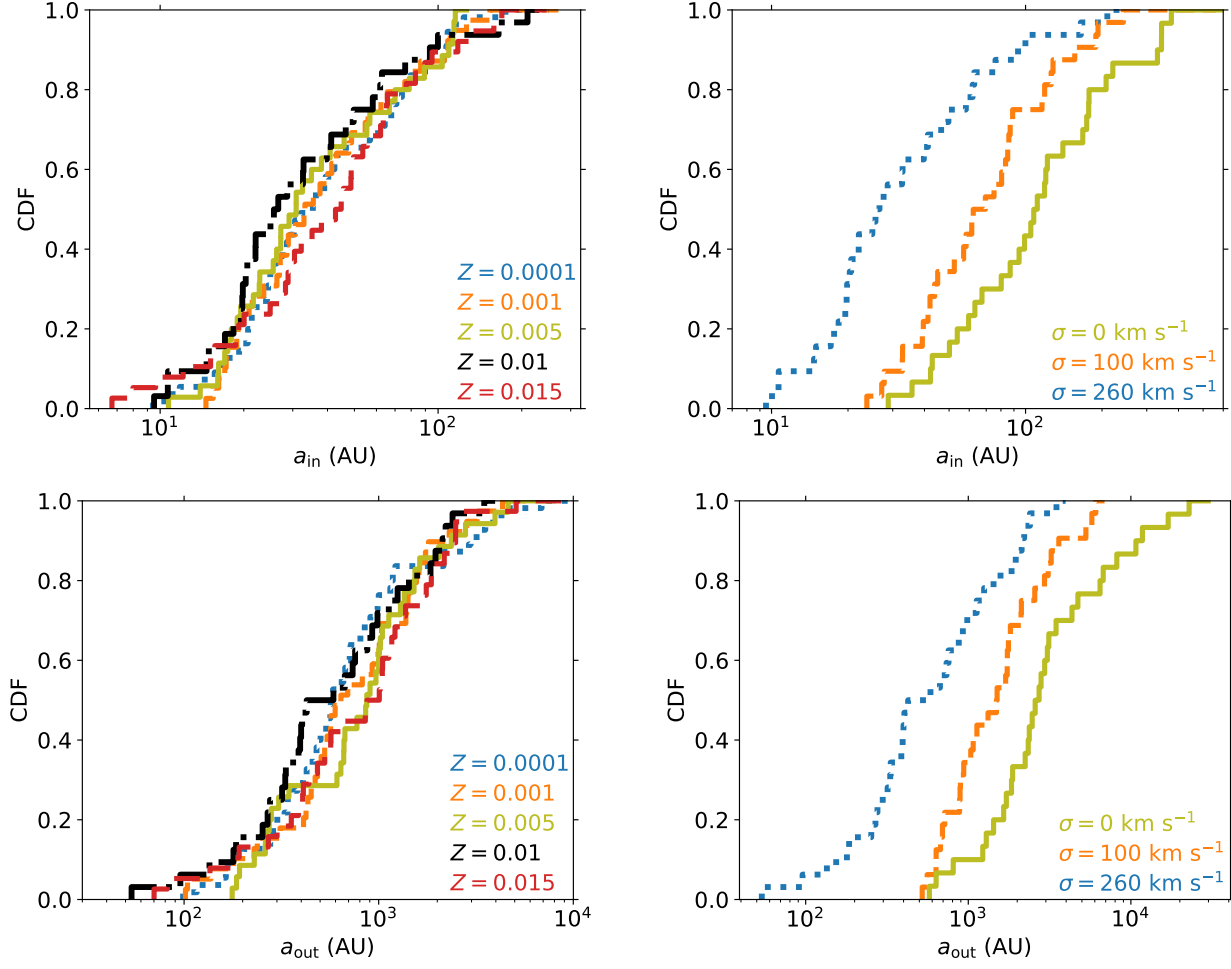 1.0
0.8
0.6
0.4
0.2
0.0
CDF
10¹
10²
a_in (AU)
Z = 0.0001
Z = 0.001
Z = 0.005
Z = 0.01
Z = 0.015
1.0
0.8
0.6
0.4
0.2
0.0
CDF
10¹
10²
a_in (AU)
σ = 0 km s⁻¹
σ = 100 km s⁻¹
σ = 260 km s⁻¹
1.0
0.8
0.6
0.4
0.2
0.0
CDF
10²
10³
10⁴
a_out (AU)
Z = 0.0001
Z = 0.001
Z = 0.005
Z = 0.01
Z = 0.015
1.0
0.8
0.6
0.4
0.2
0.0
CDF
10²
10³
10⁴
a_out (AU)
σ = 0 km s⁻¹
σ = 100 km s⁻¹
σ = 260 km s⁻¹